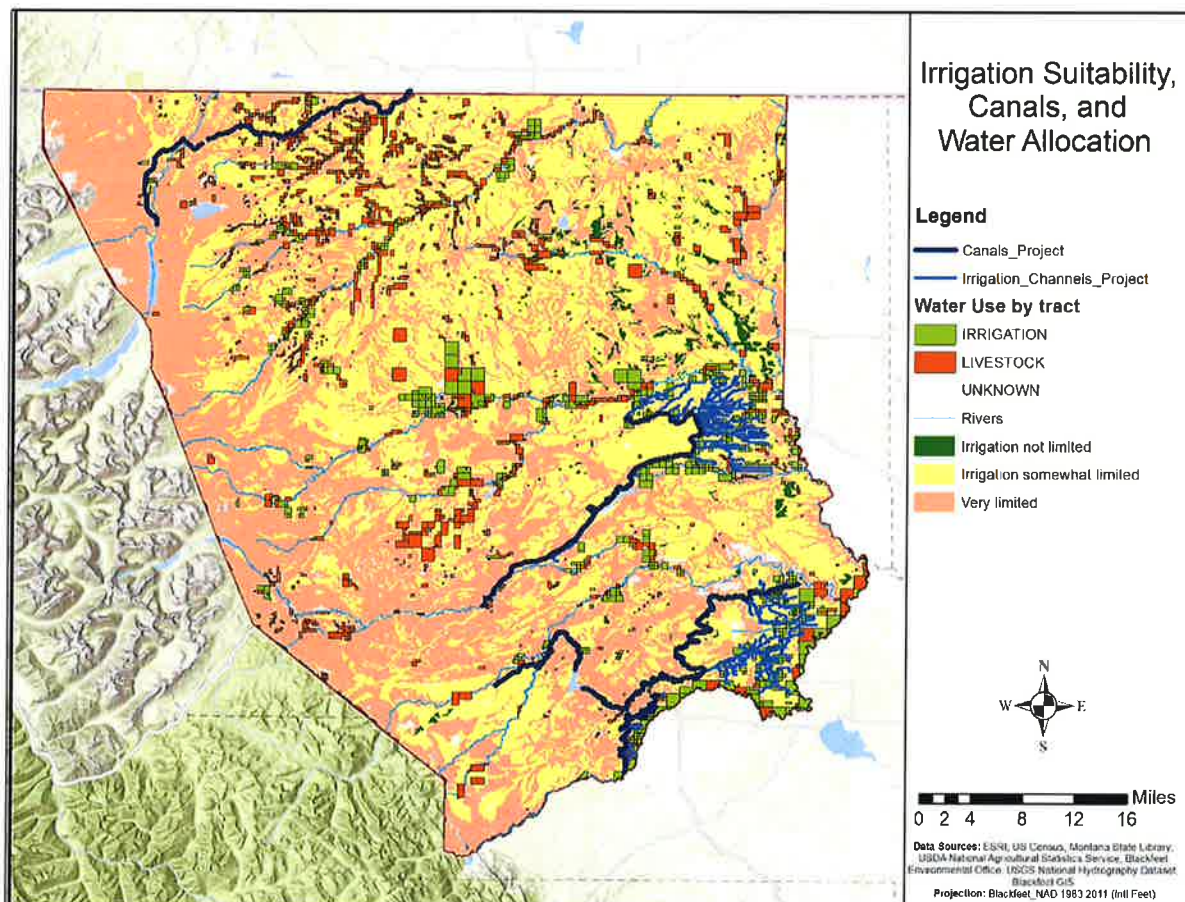 Irrigation Suitability,
Canals, and
Water Allocation
Legend
Canals_Project
Irrigation_Channels_Project
Water Use by tract
IRRIGATION
LIVESTOCK
UNKNOWN
Rivers
Irrigation not limited
Irrigation somewhat limited
Very limited
N
W E
S
Miles
0 2 4 8 12 16
Data Sources: ESRI, US Census, Montana State Library,
USDA National Agricultural Statistics Service, Blackfeet
Environmental Office, USGS National Hydrography Dataset
Blackfeet GIS
Projection: Blackfeet_NAD 1983 2011 (Intl Feet)